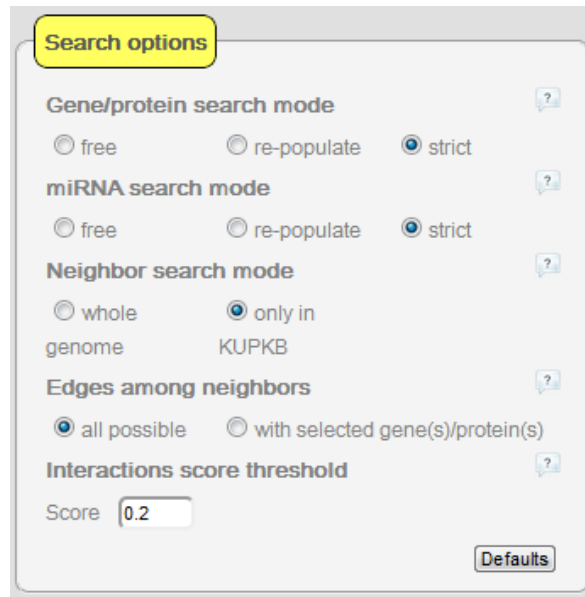 Search options
Gene/protein search mode ?
free re-populate strict
miRNA search mode ?
free re-populate strict
Neighbor search mode ?
whole only in
genome KUPKB
Edges among neighbors ?
all possible with selected gene(s)/protein(s)
Interactions score threshold ?
Score 0.2
Defaults